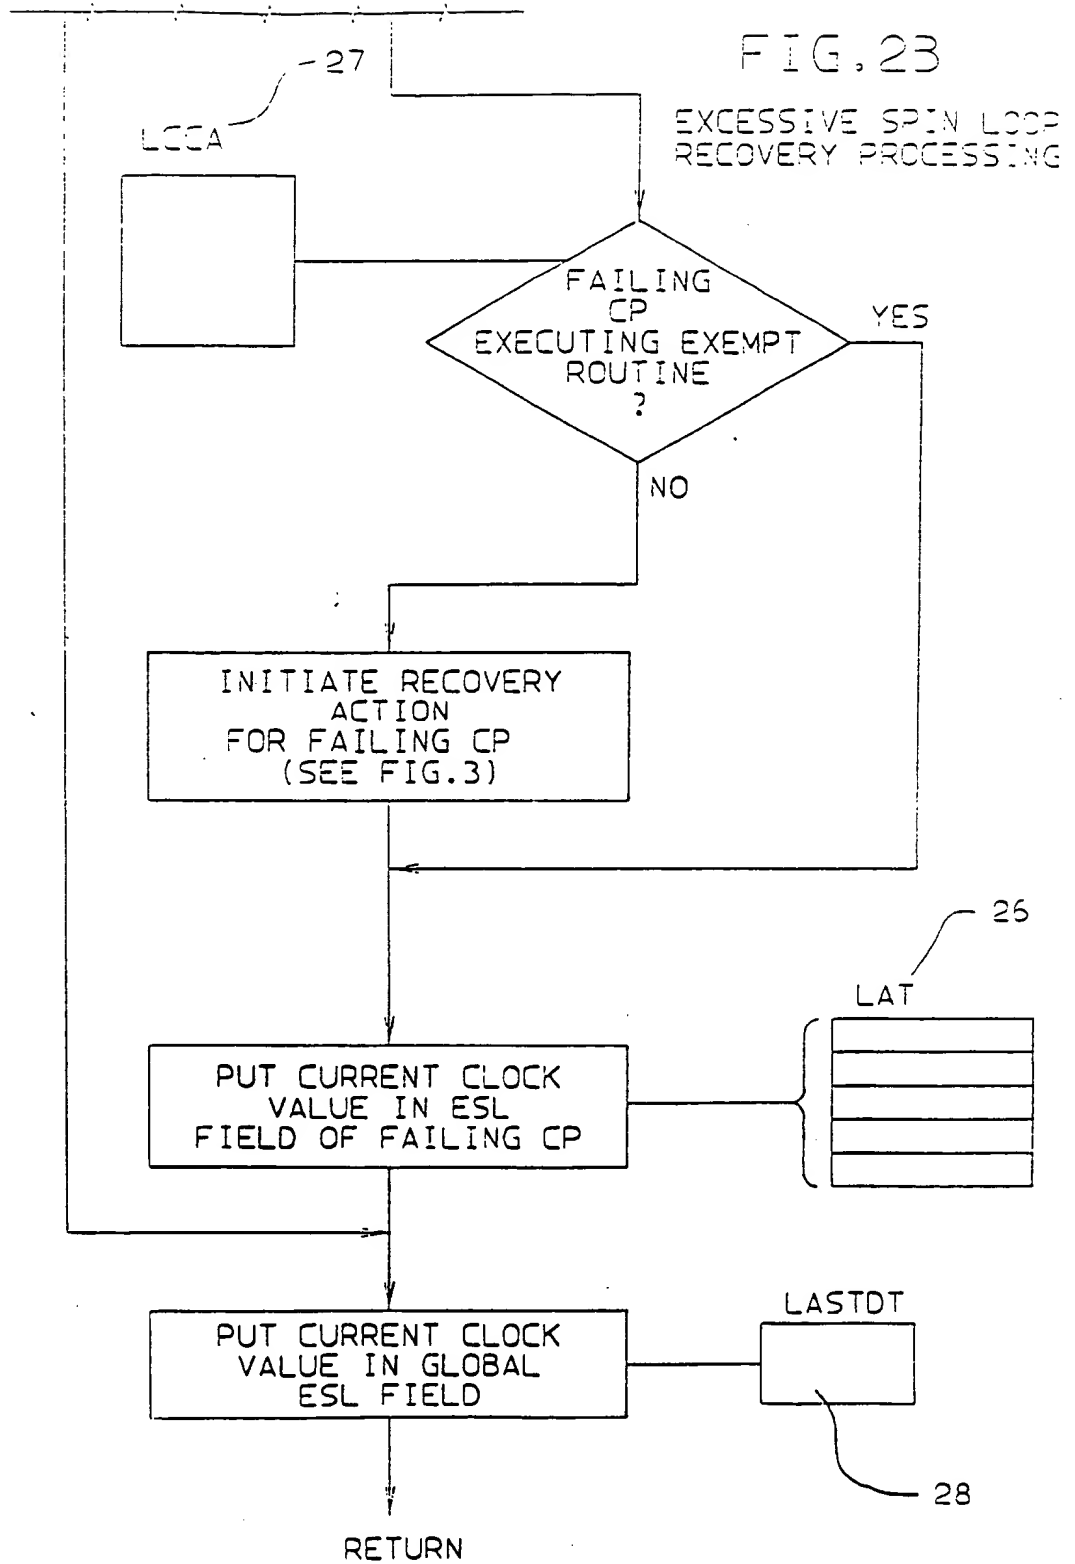 FIG.23
EXCESSIVE SPIN LOOP
RECOVERY PROCESSING
27
LCCA
FAILING
CP
EXECUTING EXEMPT
ROUTINE
?
YES
NO
INITIATE RECOVERY
ACTION
FOR FAILING CP
(SEE FIG.3)
26
LAT
PUT CURRENT CLOCK
VALUE IN ESL
FIELD OF FAILING CP
LASTDT
PUT CURRENT CLOCK
VALUE IN GLOBAL
ESL FIELD
28
RETURN